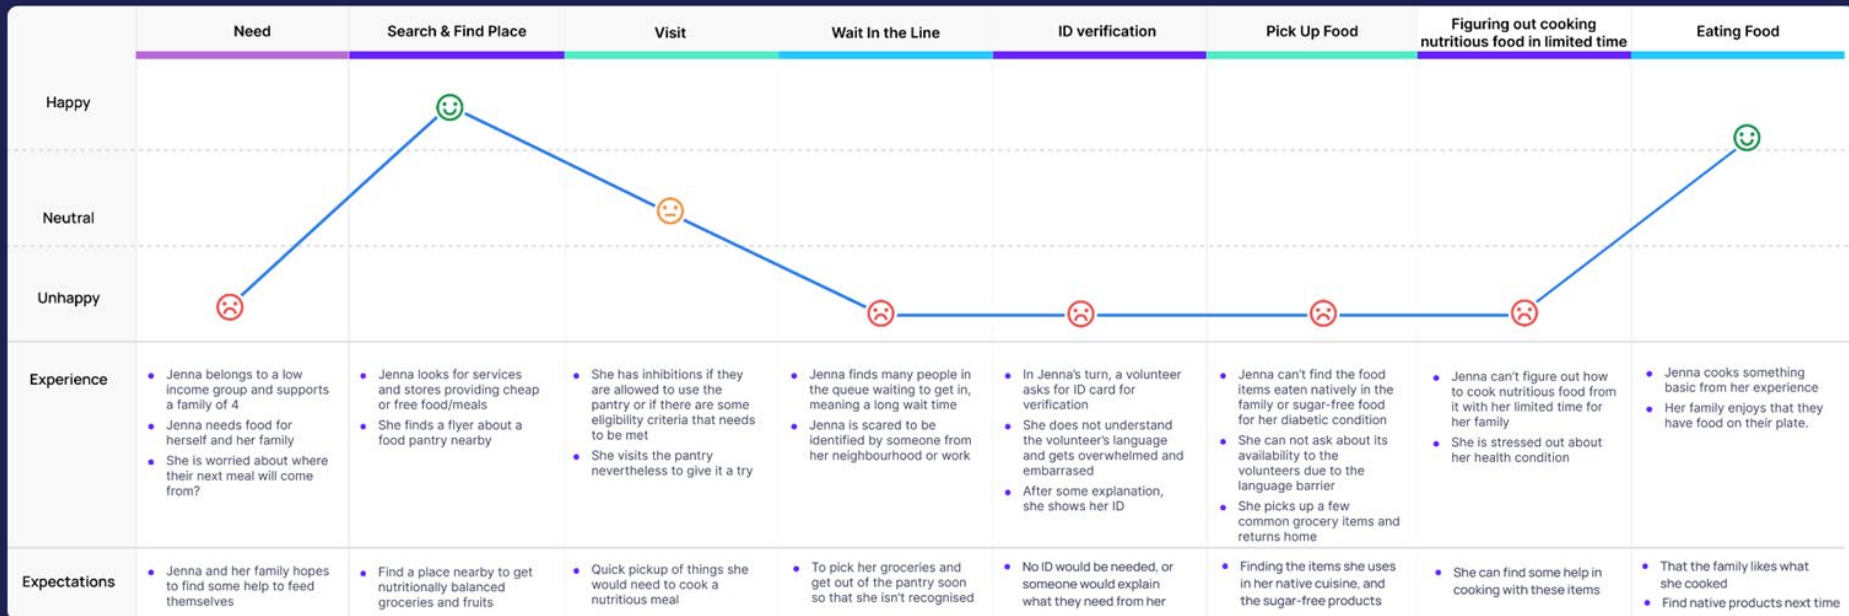 Need
Search & Find Place
Visit
Wait In the Line
ID verification
Pick Up Food
Figuring out cooking
nutritious food in limited time
Eating Food
Happy
Neutral
Unhappy
Experience
Jenna belongs to a low
income group and supports
a family of 4
Jenna needs food for
herself and her family
She is worried about where
their next meal will come
from?
Jenna looks for services
and stores providing cheap
or free food/meals
She finds a flyer about a
food pantry nearby
She has inhibitions if they
are allowed to use the
pantry or if there are some
eligibility criteria that needs
to be met
She visits the pantry
nevertheless to give it a try
Jenna finds many people in
the queue waiting to get in,
meaning a long wait time
Jenna is scared to be
identified by someone from
her neighbourhood or work
In Jenna's turn, a volunteer
asks for ID card for
verification
She does not understand
the volunteer's language
and gets overwhelmed and
embarrased
After some explanation,
she shows her ID
Jenna can't find the food
items eaten natively in the
family or sugar-free food
for her diabetic condition
She can not ask about its
availability to the
volunteers due to the
language barrier
She picks up a few
common grocery items and
returns home
Jenna can't figure out how
to cook nutritious food from
it with her limited time for
her family
She is stressed out about
her health condition
Jenna cooks something
basic from her experience
Her family enjoys that they
have food on their plate.
Expectations
Jenna and her family hopes
to find some help to feed
themselves
Find a place nearby to get
nutritionally balanced
groceries and fruits
Quick pickup of things she
would need to cook a
nutritious meal
To pick her groceries and
get out of the pantry soon
so that she isn't recognised
No ID would be needed, or
someone would explain
what they need from her
Finding the items she uses
in her native cuisine, and
the sugar-free products
She can find some help in
cooking with these items
That the family likes what
she cooked
Find native products next time